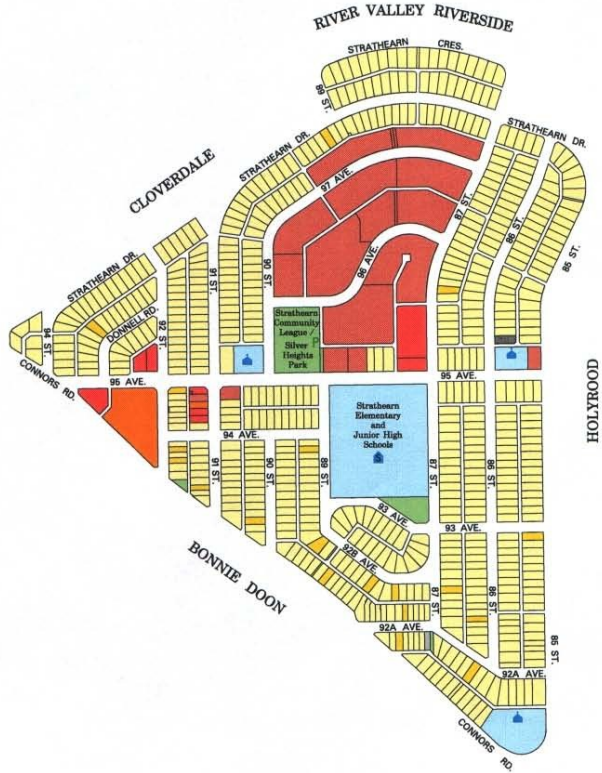 RIVER VALLEY RIVERSIDE
STRATHEARN CRES.
89 ST.
STRATHEARN DR.
STRATHEARN DR.
CLOVERDALE
97 AVE.
87 ST.
86 ST.
85 ST.
96 AVE.
STRATHEARN DR.
91 ST.
90 ST.
DONNELL RD.
92 ST.
94 ST.
Strathearn
Community
League /
Silver
Heights
Park
P
CONNORS RD.
95 AVE.
95 AVE.
HOLYROOD
Strathearn
Elementary
and
Junior High
Schools
S
94 AVE.
91 ST.
90 ST.
89 ST.
87 ST.
86 ST.
93 AVE.
93 AVE.
92B AVE.
BONNIE DOON
87 ST.
86 ST.
92A AVE.
85 ST.
92A AVE.
CONNORS RD.